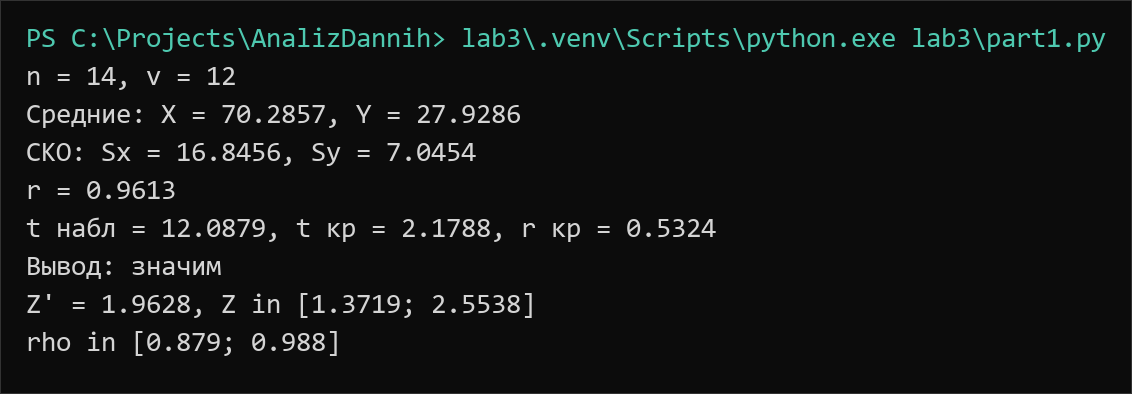 PS C:\Projects\AnalizDannih> lab3\.venv\Scripts\python.exe lab3\part1.py
n = 14, v = 12
Средние: X = 70.2857, Y = 27.9286
СКО: Sx = 16.8456, Sy = 7.0454
r = 0.9613
t набл = 12.0879, t кр = 2.1788, r кр = 0.5324
Вывод: значим
Z' = 1.9628, Z in [1.3719; 2.5538]
rho in [0.879; 0.988]